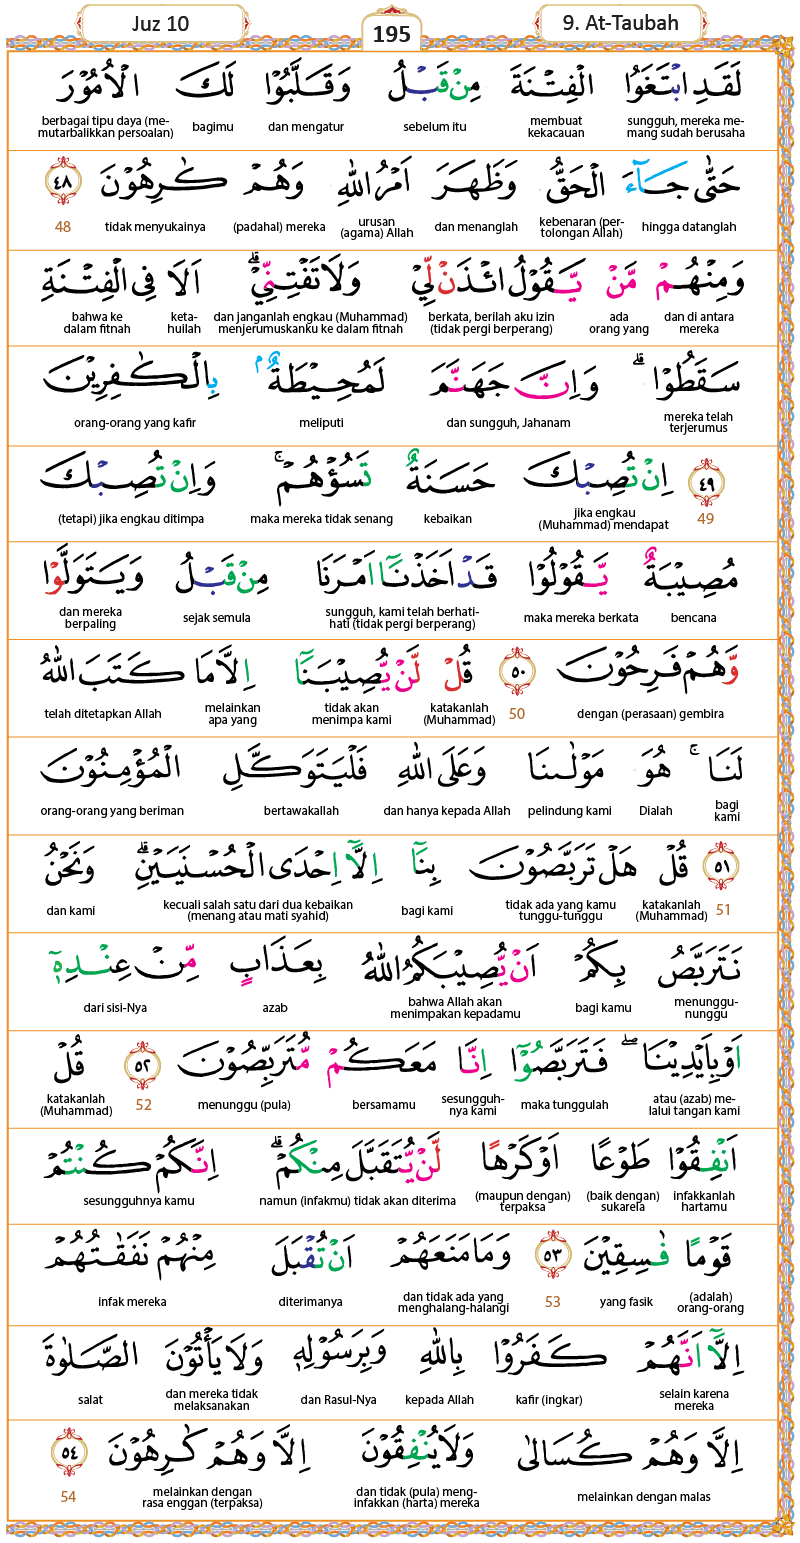 Juz 10
195
9. At-Taubah
لَقَدِ ابْتَغَوُا الْفِتْنَةَ مِنْ قَبْلُ وَقَلَّبُوْا لَكَ الْاُمُوْرَ
sungguh, mereka me-mang sudah berusaha | membuat kekacauan | sebelum itu | dan mengatur | bagimu | berbagai tipu daya (me-mutarbalikkan persoalan)
حَتّٰى جَاۤءَ الْحَقُّ وَظَهَرَ اَمْرُ اللّٰهِ وَهُمْ كٰرِهُوْنَ ٤٨
hingga datanglah | kebenaran (per-tolongan Allah) | dan menanglah | urusan (agama) Allah | (padahal) mereka | tidak menyukainya | 48
وَمِنْهُمْ مَّنْ يَّقُوْلُ ائْذَنْ لِّيْ وَلَا تَفْتِنِّيْۗ اَلَا فِى الْفِتْنَةِ
dan di antara mereka | ada orang yang | berkata, berilah aku izin (tidak pergi berperang) | dan janganlah engkau (Muhammad) menjerumuskanku ke dalam fitnah | keta-huilah | bahwa ke dalam fitnah
سَقَطُوْاۗ وَاِنَّ جَهَنَّمَ لَمُحِيْطَةٌ ۢ بِالْكٰفِرِيْنَ
mereka telah terjerumus | dan sungguh, Jahanam | meliputi | orang-orang yang kafir
٤٩ اِنْ تُصِبْكَ حَسَنَةٌ تَسُؤْهُمْۚ وَاِنْ تُصِبْكَ
49 | jika engkau (Muhammad) mendapat | kebaikan | maka mereka tidak senang | (tetapi) jika engkau ditimpa
مُصِيْبَةٌ يَّقُوْلُوْا قَدْ اَخَذْنَآ اَمْرَنَا مِنْ قَبْلُ وَيَتَوَلَّوْا
bencana | maka mereka berkata | sungguh, kami telah berhati-hati (tidak pergi berperang) | sejak semula | dan mereka berpaling
وَّهُمْ فَرِحُوْنَ ٥٠ قُلْ لَّنْ يُّصِيْبَنَآ اِلَّا مَا كَتَبَ اللّٰهُ
dengan (perasaan) gembira | 50 | katakanlah (Muhammad) | tidak akan menimpa kami | melainkan apa yang | telah ditetapkan Allah
لَنَاۚ هُوَ مَوْلٰىنَا وَعَلَى اللّٰهِ فَلْيَتَوَكَّلِ الْمُؤْمِنُوْنَ
bagi kami | Dialah | pelindung kami | dan hanya kepada Allah | bertawakallah | orang-orang yang beriman
٥١ قُلْ هَلْ تَرَبَّصُوْنَ بِنَآ اِلَّآ اِحْدَى الْحُسْنَيَيْنِۗ وَنَحْنُ
51 | katakanlah (Muhammad) | tidak ada yang kamu tunggu-tunggu | bagi kami | kecuali salah satu dari dua kebaikan (menang atau mati syahid) | dan kami
نَتَرَبَّصُ بِكُمْ اَنْ يُّصِيْبَكُمُ اللّٰهُ بِعَذَابٍ مِّنْ عِنْدِهٖٓ
menunggu-nunggu | bagi kamu | bahwa Allah akan menimpakan kepadamu | azab | dari sisi-Nya
اَوْ بِاَيْدِيْنَاۖ فَتَرَبَّصُوْٓا اِنَّا مَعَكُمْ مُّتَرَبِّصُوْنَ ٥٢ قُلْ
atau (azab) me-lalui tangan kami | maka tunggulah | sesungguh-nya kami | bersamamu | menunggu (pula) | 52 | katakanlah (Muhammad)
اَنْفِقُوْا طَوْعًا اَوْ كَرْهًا لَّنْ يُّتَقَبَّلَ مِنْكُمْۗ اِنَّكُمْ كُنْتُمْ
infakkanlah hartamu | (baik dengan) sukarela | (maupun dengan) terpaksa | namun (infakmu) tidak akan diterima | sesungguhnya kamu
قَوْمًا فٰسِقِيْنَ ٥٣ وَمَا مَنَعَهُمْ اَنْ تُقْبَلَ مِنْهُمْ نَفَقٰتُهُمْ
(adalah) orang-orang | yang fasik | 53 | dan tidak ada yang menghalang-halangi | diterimanya | infak mereka
اِلَّآ اَنَّهُمْ كَفَرُوْا بِاللّٰهِ وَبِرَسُوْلِهٖ وَلَا يَأْتُوْنَ الصَّلٰوةَ
selain karena mereka | kafir (ingkar) | kepada Allah | dan Rasul-Nya | dan mereka tidak melaksanakan | salat
اِلَّا وَهُمْ كُسَالٰى وَلَا يُنْفِقُوْنَ اِلَّا وَهُمْ كٰرِهُوْنَ ٥٤
melainkan dengan malas | dan tidak (pula) meng-infakkan (harta) mereka | melainkan dengan rasa enggan (terpaksa) | 54